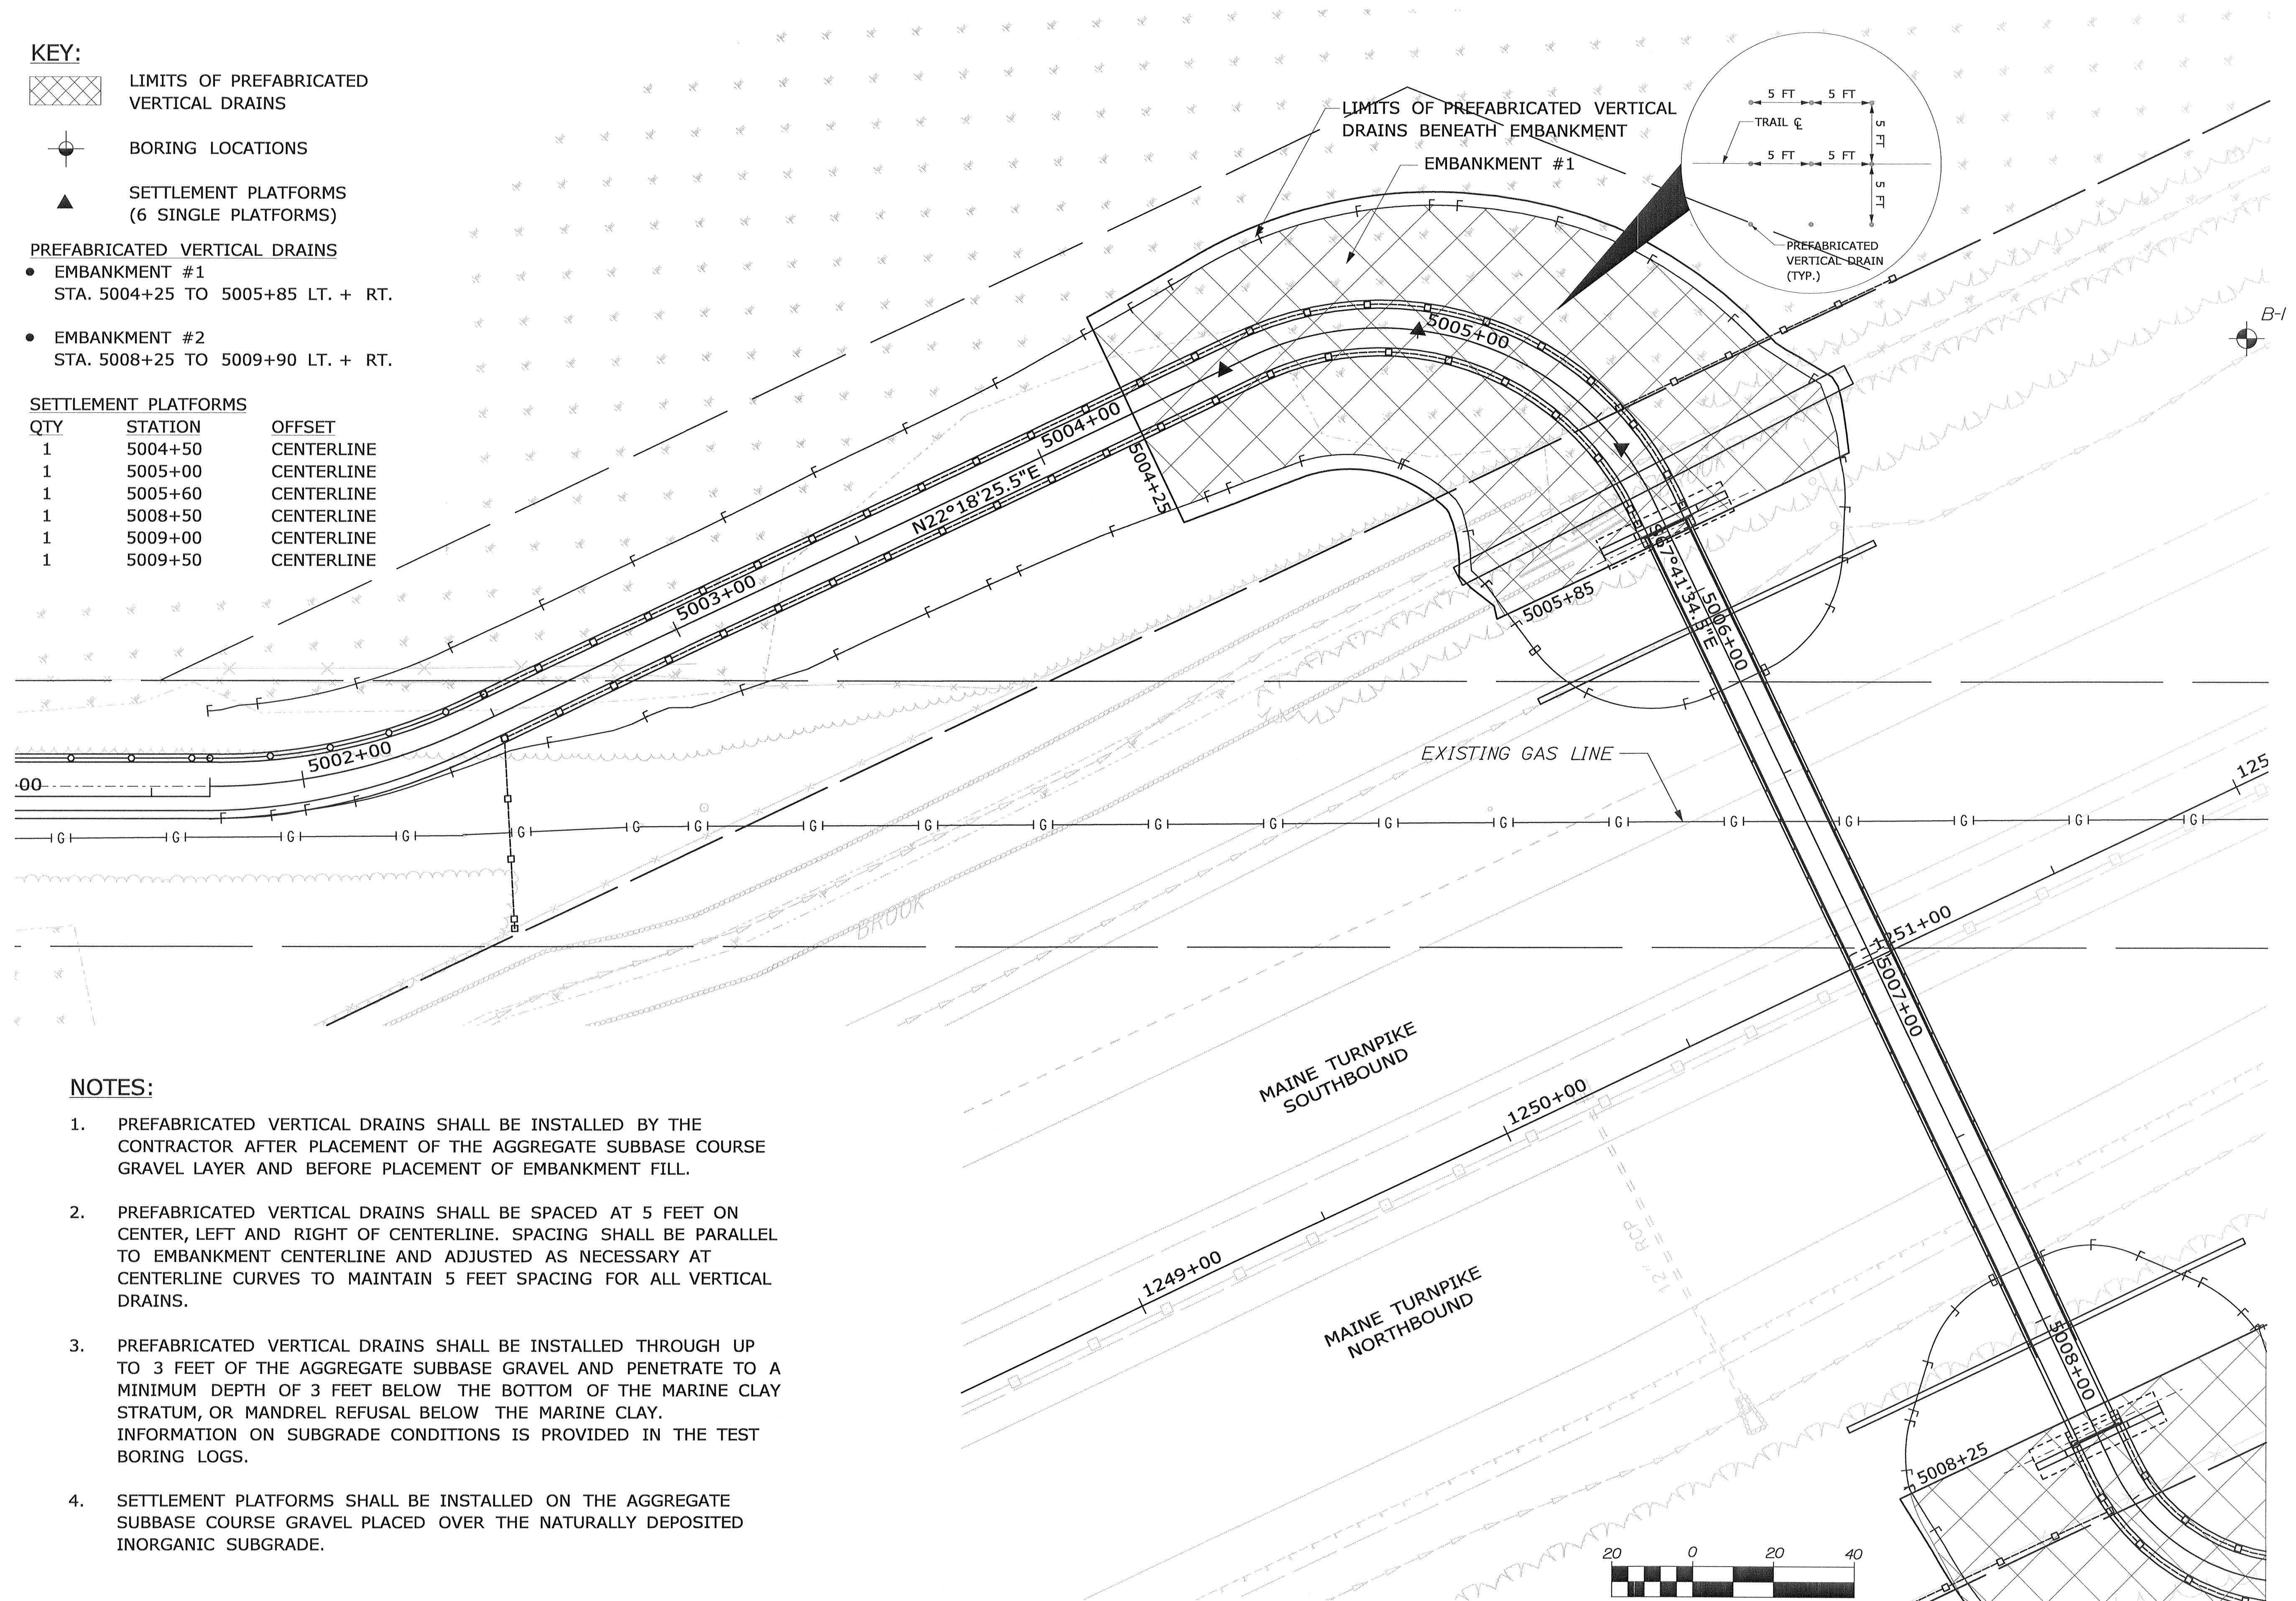 KEY:
LIMITS OF PREFABRICATED
VERTICAL DRAINS
BORING LOCATIONS
SETTLEMENT PLATFORMS
(6 SINGLE PLATFORMS)
PREFABRICATED VERTICAL DRAINS
• EMBANKMENT #1
STA. 5004+25 TO 5005+85 LT. + RT.
• EMBANKMENT #2
STA. 5008+25 TO 5009+90 LT. + RT.
SETTLEMENT PLATFORMS
QTY STATION OFFSET
1 5004+50 CENTERLINE
1 5005+00 CENTERLINE
1 5005+60 CENTERLINE
1 5008+50 CENTERLINE
1 5009+00 CENTERLINE
1 5009+50 CENTERLINE
LIMITS OF PREFABRICATED VERTICAL
DRAINS BENEATH EMBANKMENT
EMBANKMENT #1
5 FT 5 FT
TRAIL ℄
5 FT
5 FT 5 FT
5 FT
PREFABRICATED
VERTICAL DRAIN
(TYP.)
B-1
00
5002+00
5003+00
N22°18'25.5"E
5004+00
5004+25
5005+00
5005+85
S67°41'34.5"E
5006+00
EXISTING GAS LINE
G G G G G G G G G G G G G G G G G G G
BROOK
BROOK
125
1251+00
5007+00
MAINE TURNPIKE
SOUTHBOUND
1250+00
1249+00
MAINE TURNPIKE
NORTHBOUND
12" RCP
5008+00
5008+25
NOTES:
1. PREFABRICATED VERTICAL DRAINS SHALL BE INSTALLED BY THE
CONTRACTOR AFTER PLACEMENT OF THE AGGREGATE SUBBASE COURSE
GRAVEL LAYER AND BEFORE PLACEMENT OF EMBANKMENT FILL.
2. PREFABRICATED VERTICAL DRAINS SHALL BE SPACED AT 5 FEET ON
CENTER, LEFT AND RIGHT OF CENTERLINE. SPACING SHALL BE PARALLEL
TO EMBANKMENT CENTERLINE AND ADJUSTED AS NECESSARY AT
CENTERLINE CURVES TO MAINTAIN 5 FEET SPACING FOR ALL VERTICAL
DRAINS.
3. PREFABRICATED VERTICAL DRAINS SHALL BE INSTALLED THROUGH UP
TO 3 FEET OF THE AGGREGATE SUBBASE GRAVEL AND PENETRATE TO A
MINIMUM DEPTH OF 3 FEET BELOW THE BOTTOM OF THE MARINE CLAY
STRATUM, OR MANDREL REFUSAL BELOW THE MARINE CLAY.
INFORMATION ON SUBGRADE CONDITIONS IS PROVIDED IN THE TEST
BORING LOGS.
4. SETTLEMENT PLATFORMS SHALL BE INSTALLED ON THE AGGREGATE
SUBBASE COURSE GRAVEL PLACED OVER THE NATURALLY DEPOSITED
INORGANIC SUBGRADE.
20 0 20 40